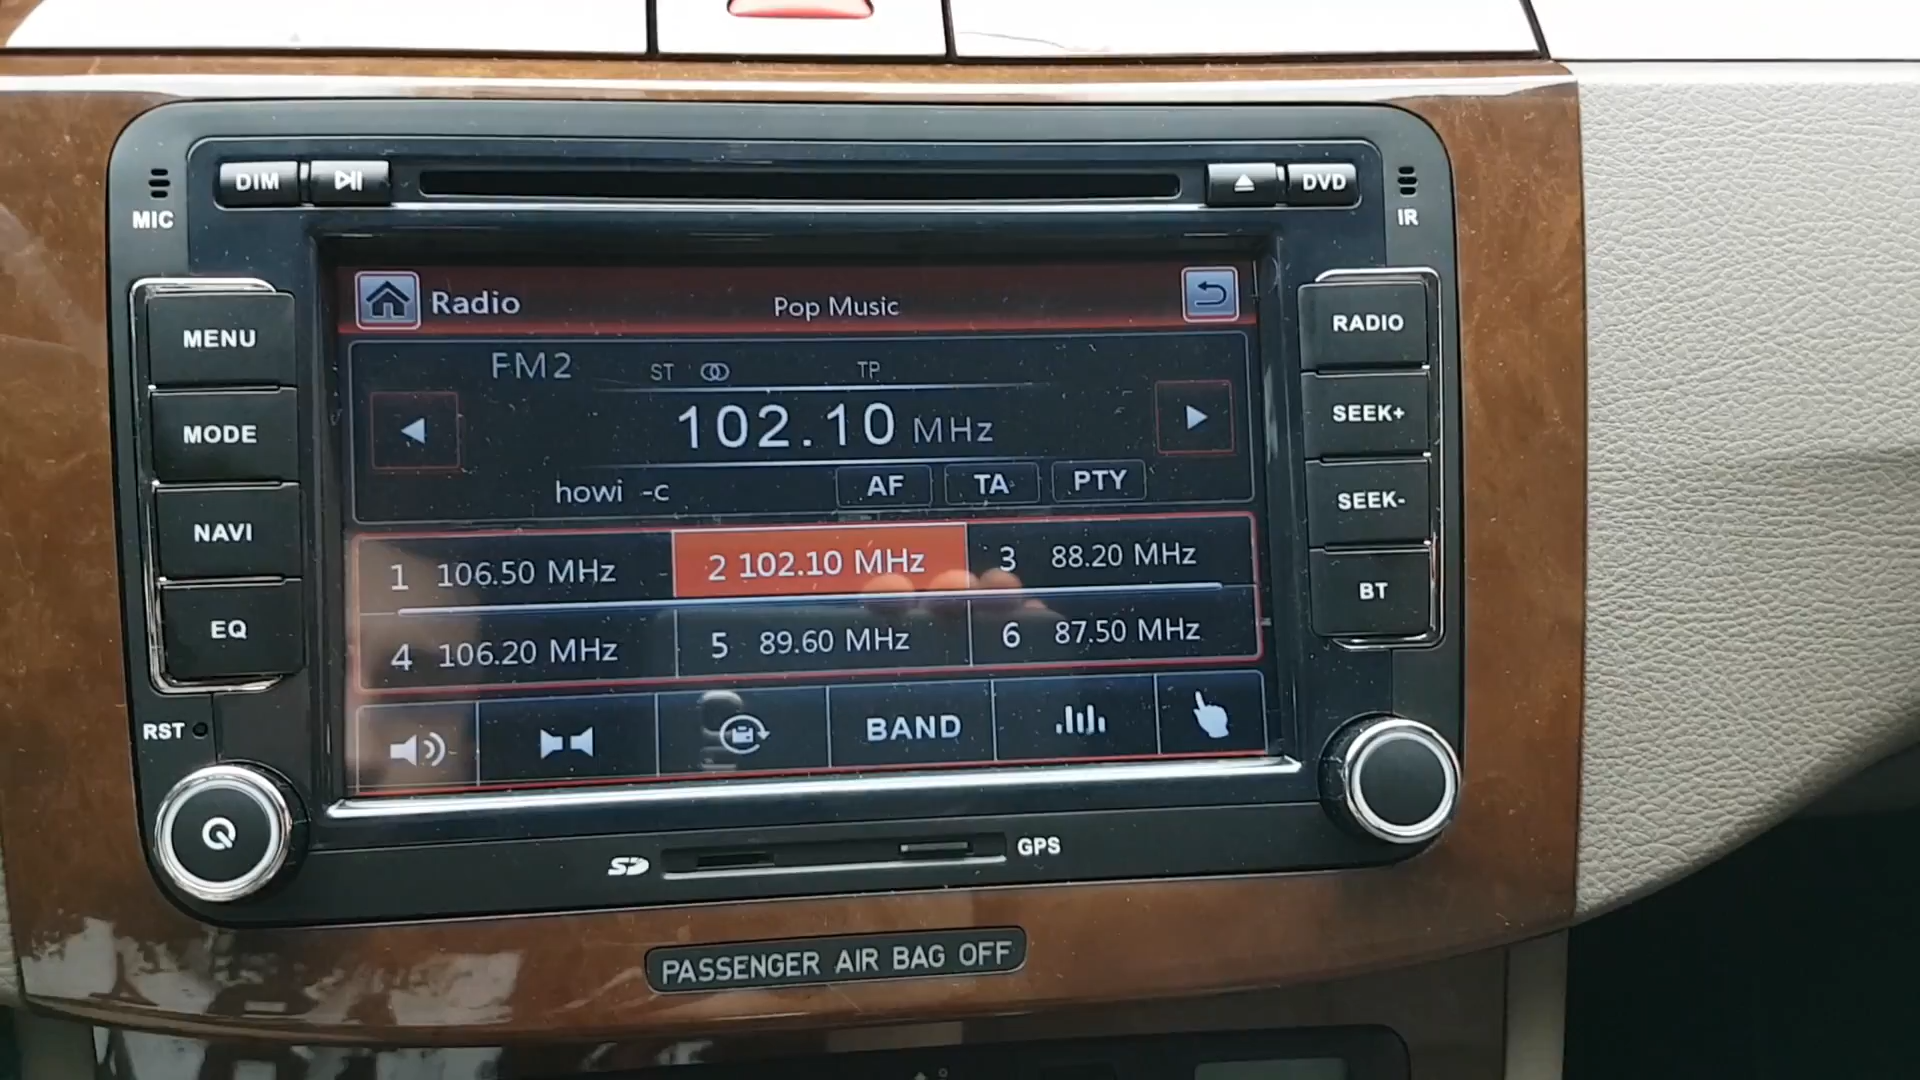 DIM
DVD
MIC
IR
MENU
MODE
NAVI
EQ
RST
Radio
Pop Music
FM2 ST TP
102.10 MHz
howi -c AF TA PTY
1 106.50 MHz
2 102.10 MHz
3 88.20 MHz
4 106.20 MHz
5 89.60 MHz
6 87.50 MHz
BAND
RADIO
SEEK+
SEEK-
BT
SD
GPS
PASSENGER AIR BAG OFF